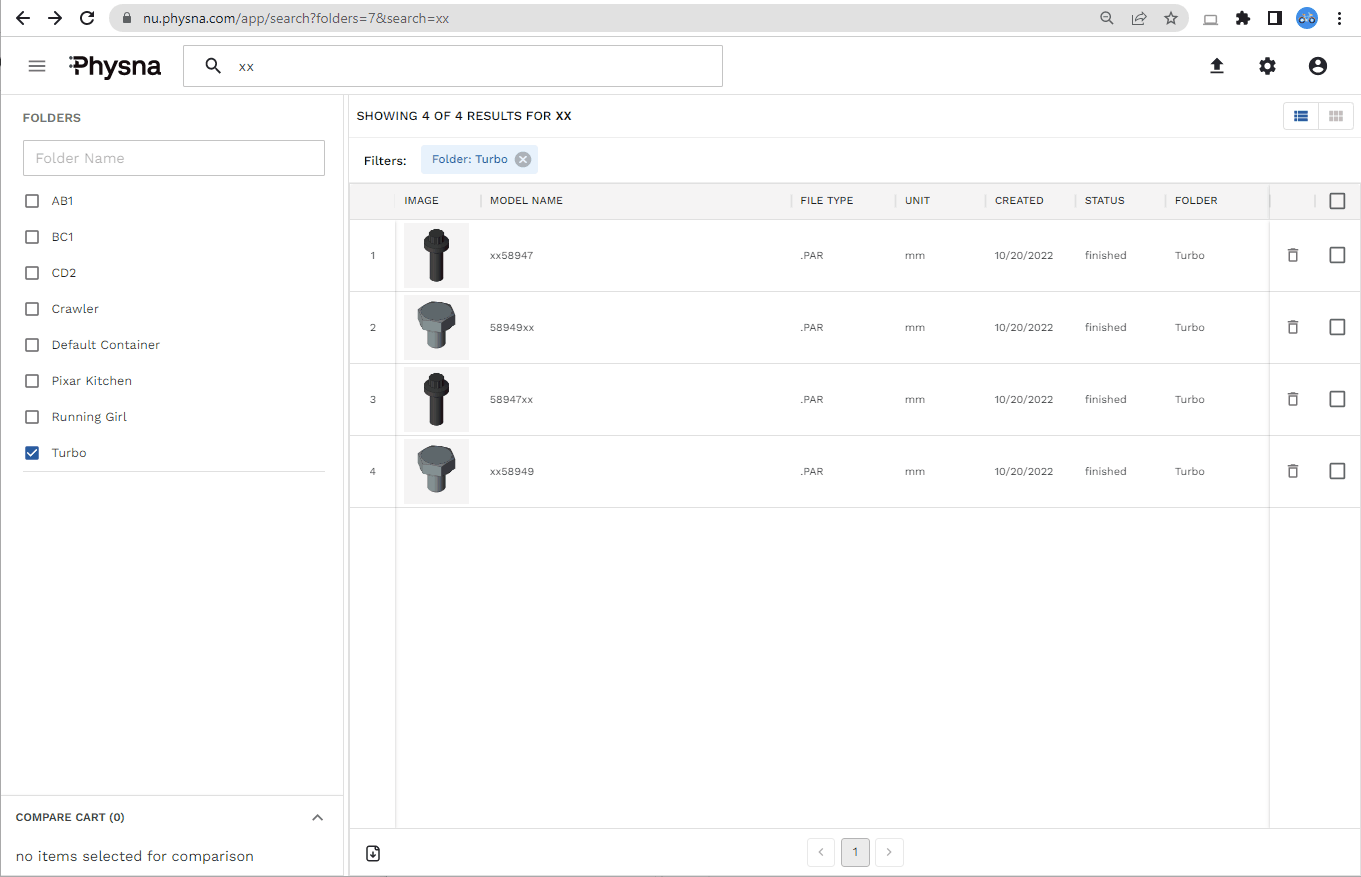 nu.physna.com/app/search?folders=7&search=xx
Physna
xx
FOLDERS
Folder Name
AB1
BC1
CD2
Crawler
Default Container
Pixar Kitchen
Running Girl
Turbo
COMPARE CART (0)
no items selected for comparison
SHOWING 4 OF 4 RESULTS FOR XX
Filters: Folder: Turbo
IMAGE MODEL NAME FILE TYPE UNIT CREATED STATUS FOLDER
1 xx58947 .PAR mm 10/20/2022 finished Turbo
2 58949xx .PAR mm 10/20/2022 finished Turbo
3 58947xx .PAR mm 10/20/2022 finished Turbo
4 xx58949 .PAR mm 10/20/2022 finished Turbo
1